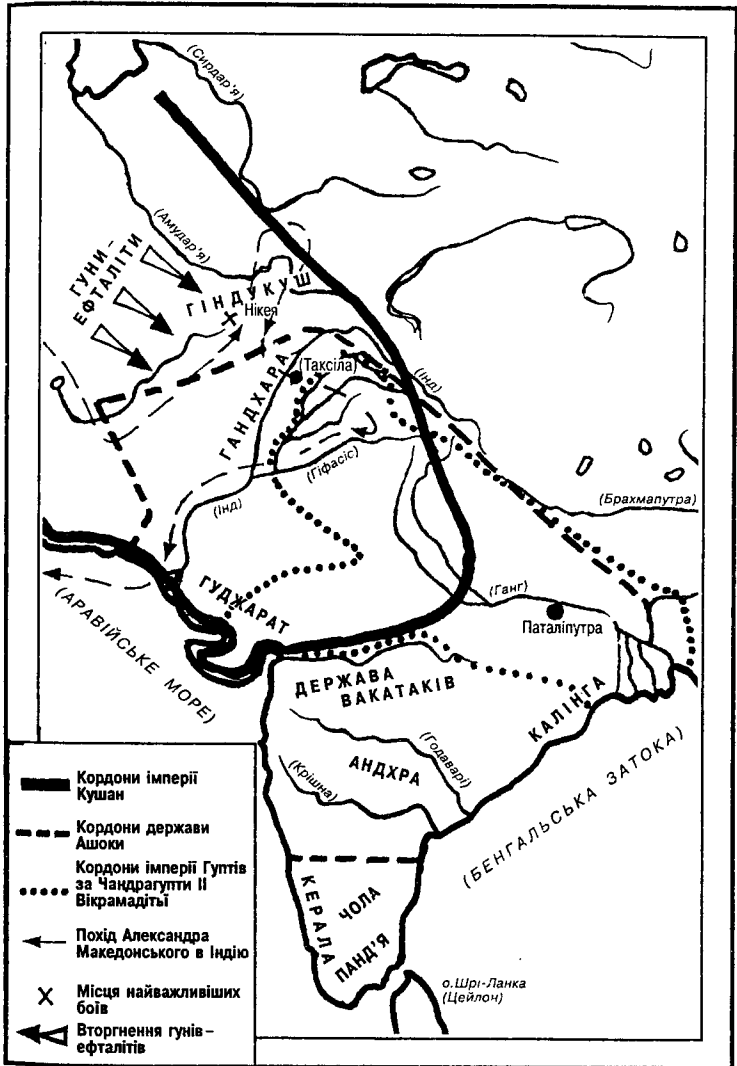 (Сирдар'я)
(Амудар'я)
ГУНИ-
ЕФТАЛІТИ
ГІНДУКУШ
Нікея
(Таксіла)
(Інд)
ГАНДХАРА
(Гіфасіс)
(Інд)
(Брахмапутра)
ГУДЖАРАТ
(Ганг)
Паталіпутра
(АРАВІЙСЬКЕ МОРЕ)
ДЕРЖАВА
ВАКАТАКІВ
КАЛІНГА
(Годаварі)
АНДХРА
(Крішна)
(БЕНГАЛЬСЬКА ЗАТОКА)
КЕРАЛА
ЧОЛА
ПАНД'Я
о.Шрі-Ланка
(Цейлон)
Кордони імперії
Кушан
Кордони держави
Ашоки
Кордони імперії Гуптів
за Чандрагупти II
Вікрамадітьї
Похід Александра
Македонського в Індію
Місця найважливіших
боїв
Вторгнення гунів–
ефталітів